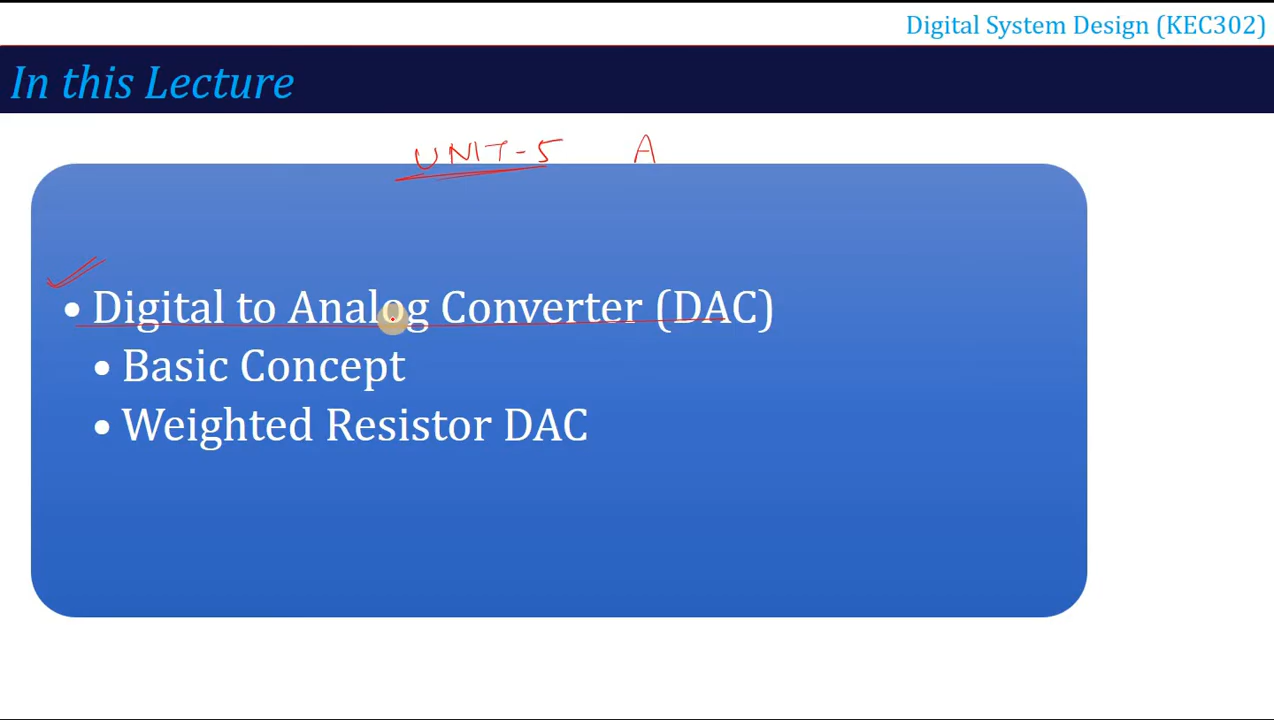 Digital System Design (KEC302)
In this Lecture
UNIT-5 A
• Digital to Analog Converter (DAC)
• Basic Concept
• Weighted Resistor DAC